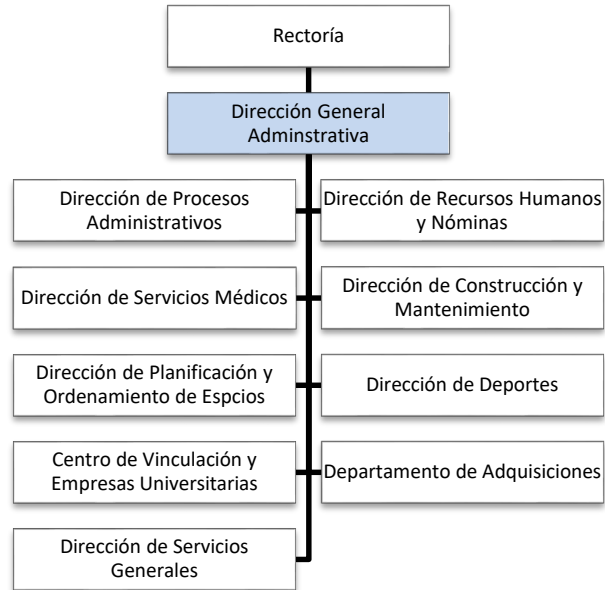 Rectoría
Dirección General
Adminstrativa
Dirección de Procesos
Administrativos
Dirección de Recursos Humanos
y Nóminas
Dirección de Servicios Médicos
Dirección de Construcción y
Mantenimiento
Dirección de Planificación y
Ordenamiento de Espcios
Dirección de Deportes
Centro de Vinculación y
Empresas Universitarias
Departamento de Adquisiciones
Dirección de Servicios
Generales